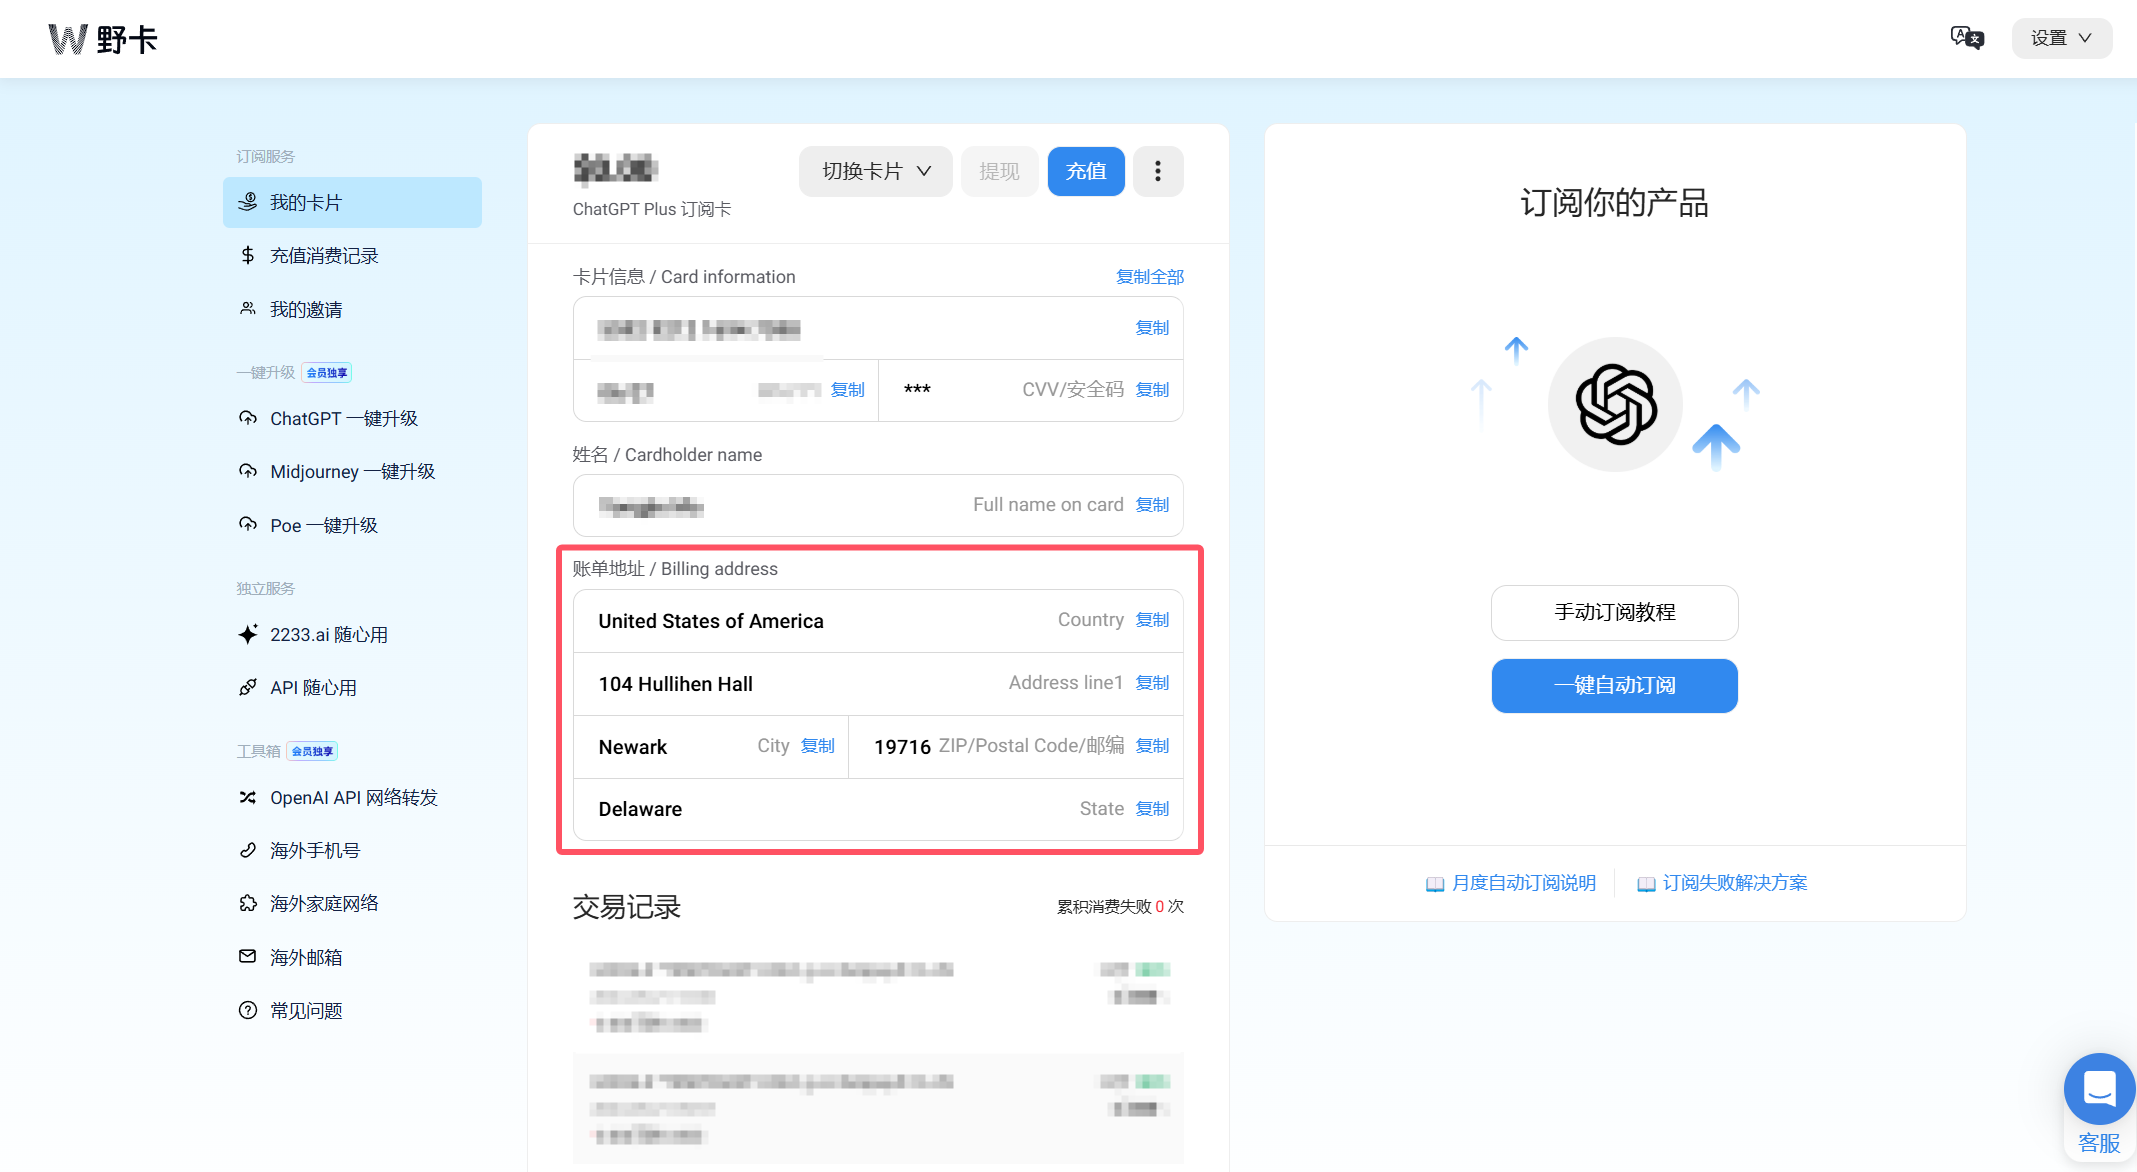 野卡
设置
订阅服务
我的卡片
充值消费记录
我的邀请
一键升级 会员独享
ChatGPT 一键升级
Midjourney 一键升级
Poe 一键升级
独立服务
2233.ai 随心用
API 随心用
工具箱 会员独享
OpenAI API 网络转发
海外手机号
海外家庭网络
海外邮箱
常见问题
切换卡片 提现 充值
ChatGPT Plus 订阅卡
卡片信息 / Card information 复制全部
复制
复制 *** CVV/安全码 复制
姓名 / Cardholder name
Full name on card 复制
账单地址 / Billing address
United States of America Country 复制
104 Hullihen Hall Address line1 复制
Newark City 复制 19716 ZIP/Postal Code/邮编 复制
Delaware State 复制
交易记录 累积消费失败 0 次
订阅你的产品
手动订阅教程
一键自动订阅
月度自动订阅说明 订阅失败解决方案
客服